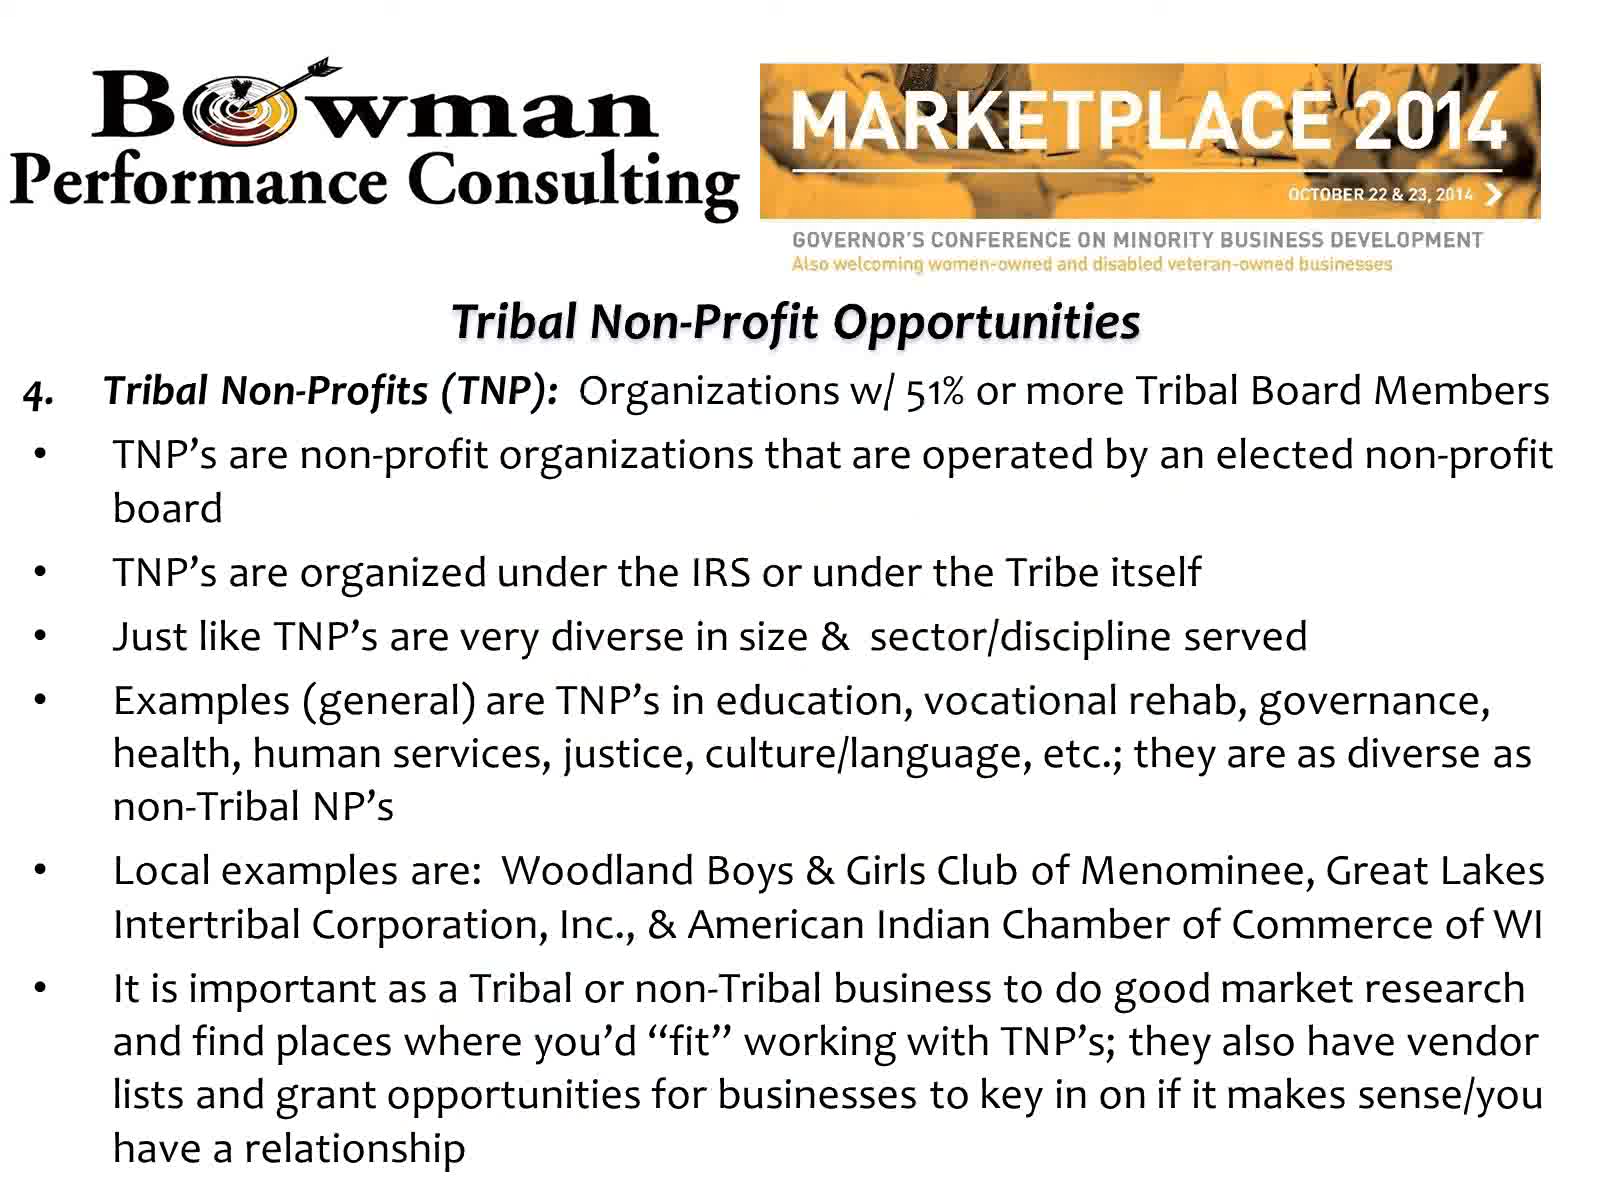 Bowman
Performance Consulting
MARKETPLACE 2014
OCTOBER 22 & 23, 2014
GOVERNOR'S CONFERENCE ON MINORITY BUSINESS DEVELOPMENT
Also welcoming women-owned and disabled veteran-owned businesses
Tribal Non-Profit Opportunities
4. Tribal Non-Profits (TNP): Organizations w/ 51% or more Tribal Board Members
• TNP’s are non-profit organizations that are operated by an elected non-profit
board
• TNP’s are organized under the IRS or under the Tribe itself
• Just like TNP’s are very diverse in size & sector/discipline served
• Examples (general) are TNP’s in education, vocational rehab, governance,
health, human services, justice, culture/language, etc.; they are as diverse as
non-Tribal NP’s
• Local examples are: Woodland Boys & Girls Club of Menominee, Great Lakes
Intertribal Corporation, Inc., & American Indian Chamber of Commerce of WI
• It is important as a Tribal or non-Tribal business to do good market research
and find places where you’d “fit” working with TNP’s; they also have vendor
lists and grant opportunities for businesses to key in on if it makes sense/you
have a relationship